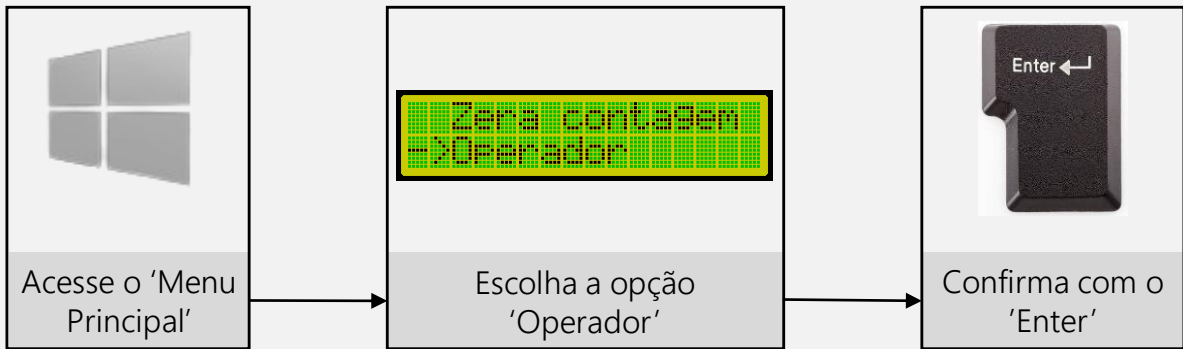 Zera contagem
->Operador
Enter
Acesse o ‘Menu
Principal’
Escolha a opção
‘Operador’
Confirma com o
’Enter’